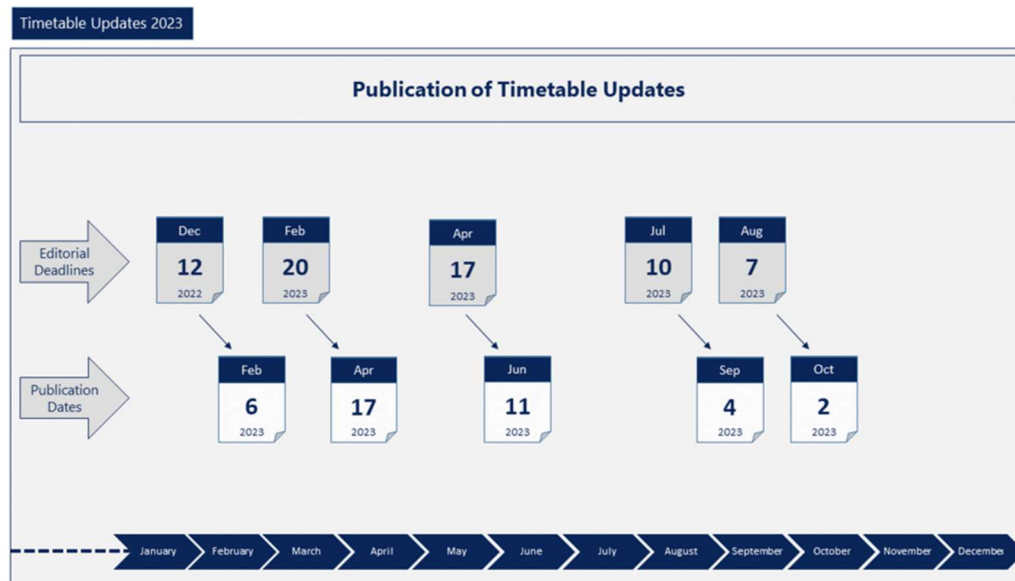 Timetable Updates 2023
Publication of Timetable Updates
Editorial
Deadlines
Dec
12
2022
Feb
20
2023
Apr
17
2023
Jul
10
2023
Aug
7
2023
Publication
Dates
Feb
6
2023
Apr
17
2023
Jun
11
2023
Sep
4
2023
Oct
2
2023
January February March April May June July August September October November December